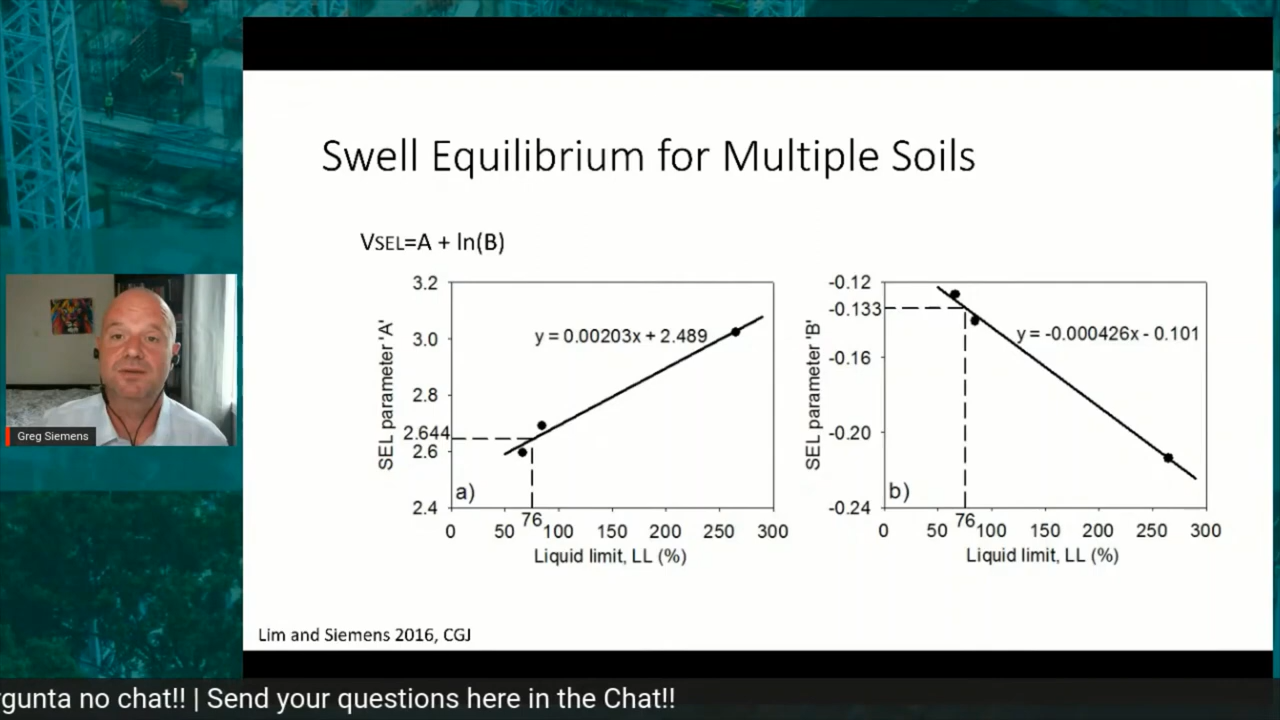 Swell Equilibrium for Multiple Soils
VSEL=A + ln(B)
3.2
3.0
2.8
2.644
2.6
2.4
SEL parameter 'A'
y = 0.00203x + 2.489
a)
0
50
76
100
150
200
250
300
Liquid limit, LL (%)
-0.12
-0.133
-0.16
-0.20
-0.24
SEL parameter 'B'
y = -0.000426x - 0.101
b)
0
50
76
100
150
200
250
300
Liquid limit, LL (%)
Greg Siemens
Lim and Siemens 2016, CGJ
rgunta no chat!! | Send your questions here in the Chat!!